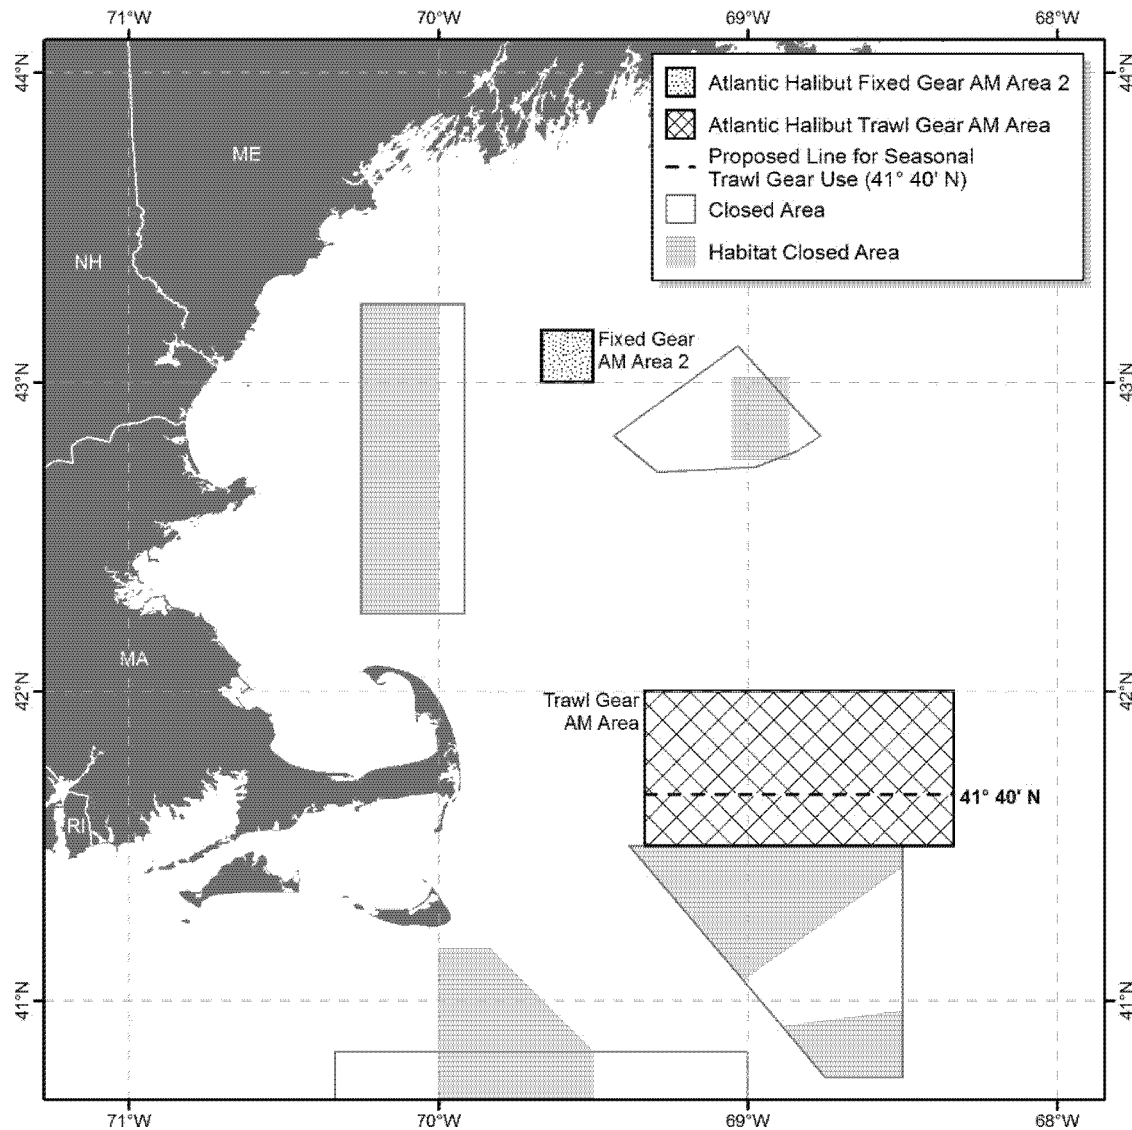 71°W 70°W 69°W 68°W
44°N
44°N
Atlantic Halibut Fixed Gear AM Area 2
Atlantic Halibut Trawl Gear AM Area
Proposed Line for Seasonal
Trawl Gear Use (41° 40' N)
Closed Area
Habitat Closed Area
ME
NH
Fixed Gear
AM Area 2
43°N
43°N
MA
42°N
42°N
Trawl Gear
AM Area
41° 40' N
RI
41°N
41°N
71°W 70°W 69°W 68°W